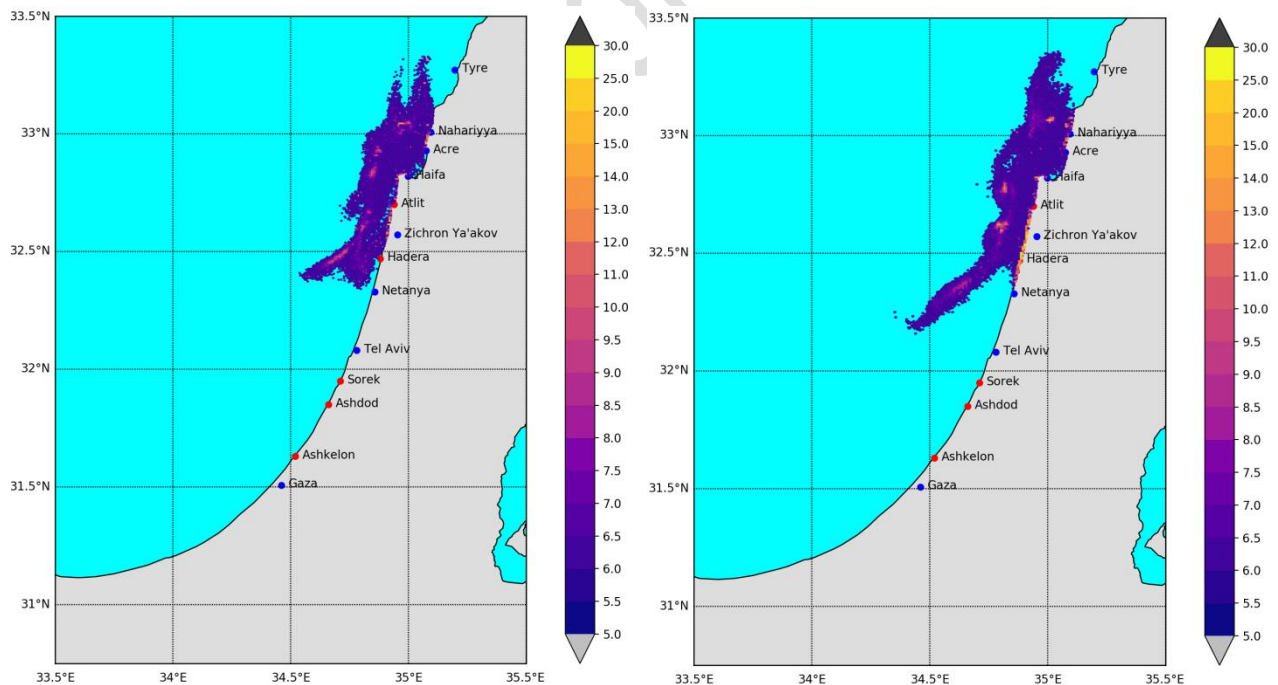 33.5°N
33°N
32.5°N
32°N
31.5°N
31°N
33.5°E
34°E
34.5°E
35°E
35.5°E
Tyre
Nahariyya
Acre
Haifa
Atlit
Zichron Ya'akov
Hadera
Netanya
Tel Aviv
Sorek
Ashdod
Ashkelon
Gaza
30.0
25.0
20.0
15.0
14.0
13.0
12.0
11.0
10.0
9.5
9.0
8.5
8.0
7.5
7.0
6.5
6.0
5.5
5.0
33.5°N
33°N
32.5°N
32°N
31.5°N
31°N
33.5°E
34°E
34.5°E
35°E
35.5°E
Tyre
Nahariyya
Acre
Haifa
Atlit
Zichron Ya'akov
Hadera
Netanya
Tel Aviv
Sorek
Ashdod
Ashkelon
Gaza
30.0
25.0
20.0
15.0
14.0
13.0
12.0
11.0
10.0
9.5
9.0
8.5
8.0
7.5
7.0
6.5
6.0
5.5
5.0